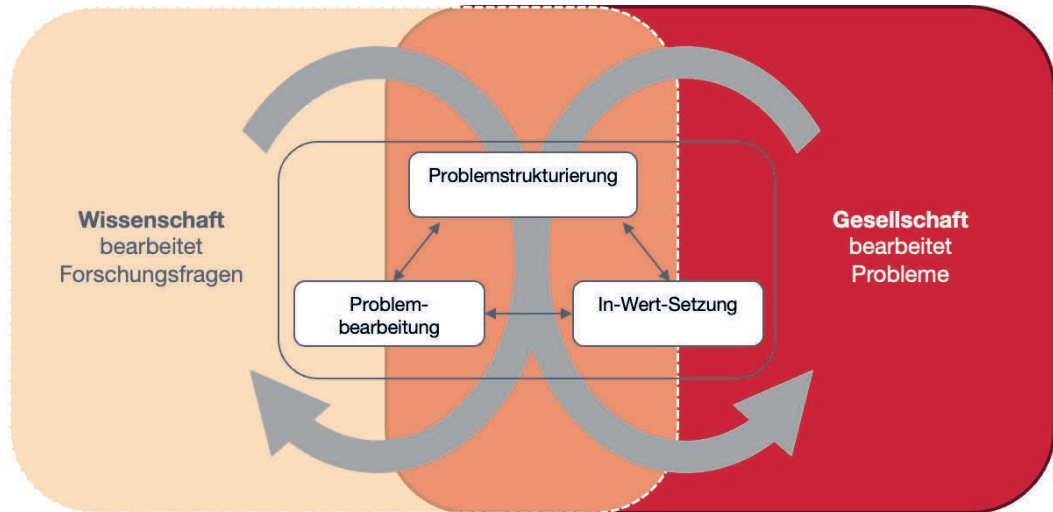 Problemstrukturierung
Wissenschaft
bearbeitet
Forschungsfragen
Gesellschaft
bearbeitet
Probleme
Problem-
bearbeitung
In-Wert-Setzung